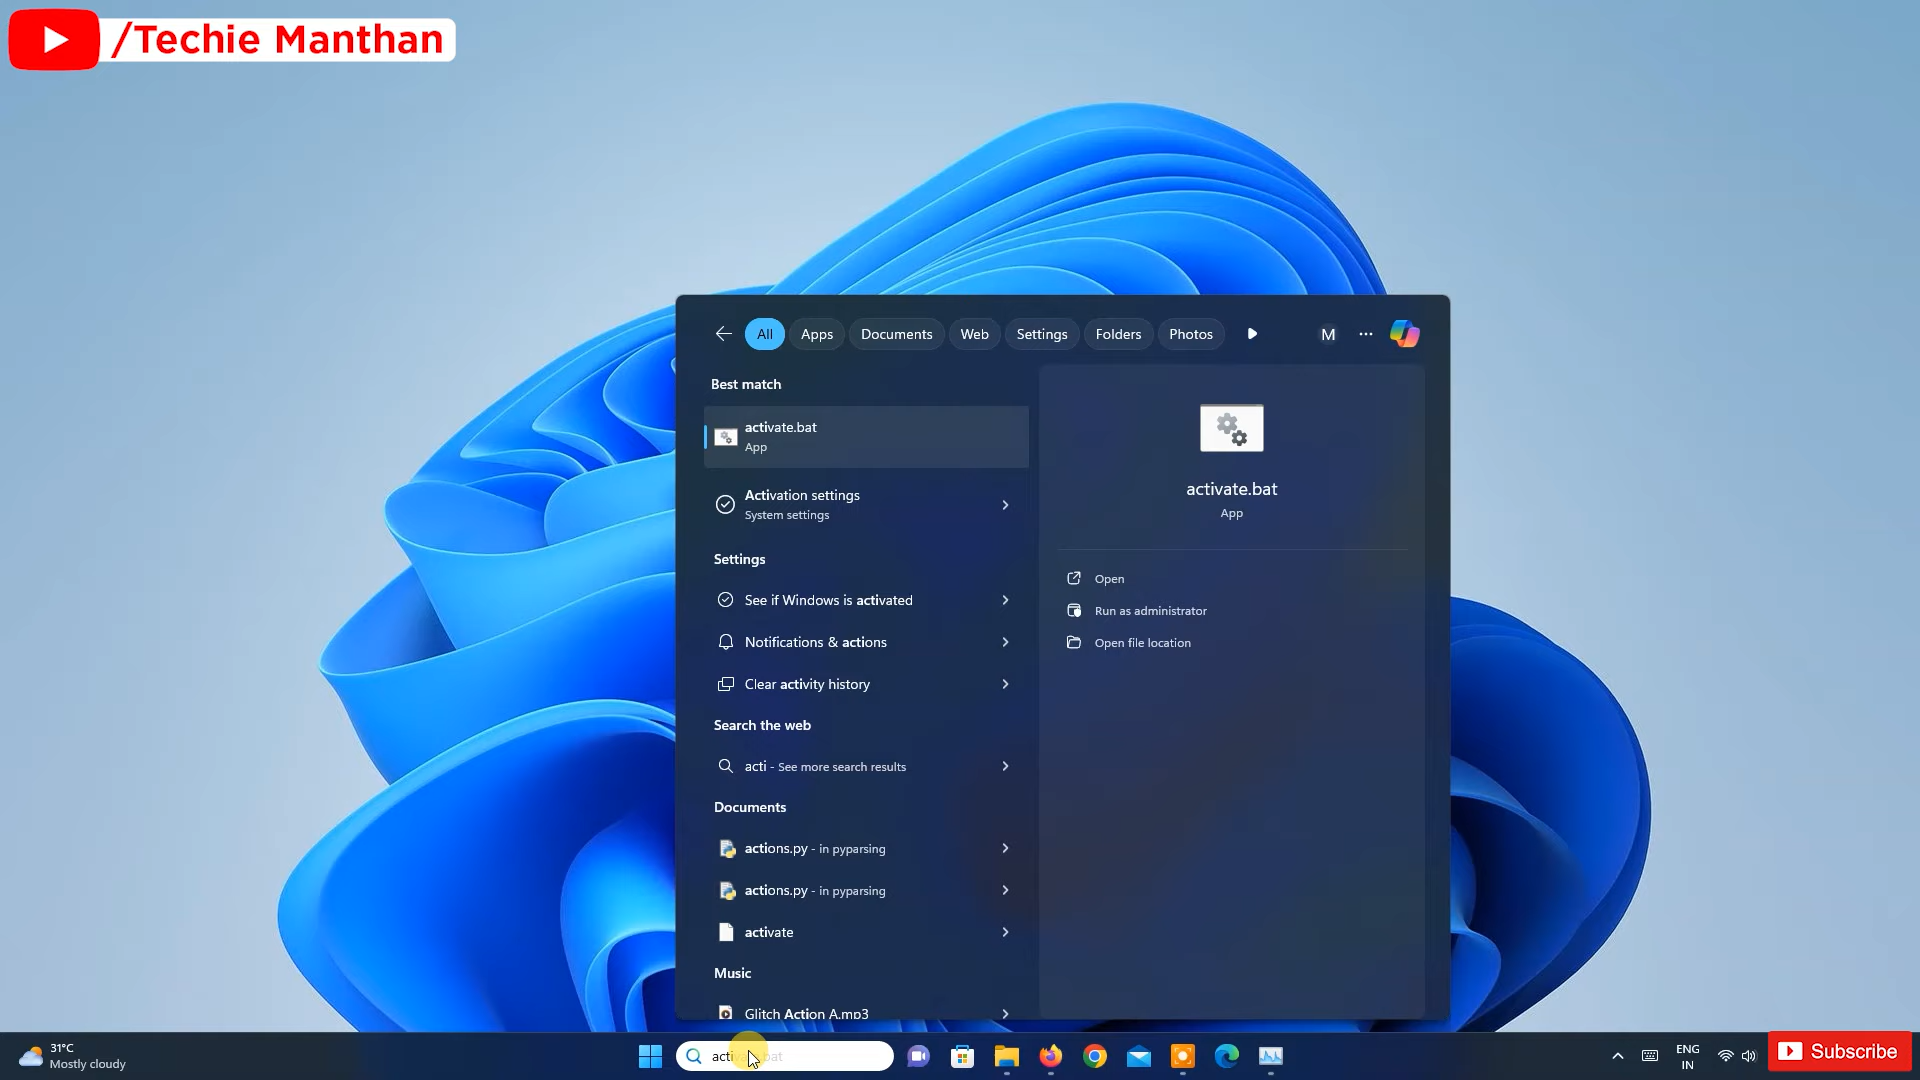 /Techie Manthan
All
Apps
Documents
Web
Settings
Folders
Photos
M
Best match
activate.bat
App
Activation settings
System settings
Settings
See if Windows is activated
Notifications & actions
Clear activity history
Search the web
acti - See more search results
Documents
actions.py - in pyparsing
actions.py - in pyparsing
activate
Music
Glitch Action A.mp3
activate.bat
App
Open
Run as administrator
Open file location
31°C
Mostly cloudy
activate.bat
ENG
IN
Subscribe